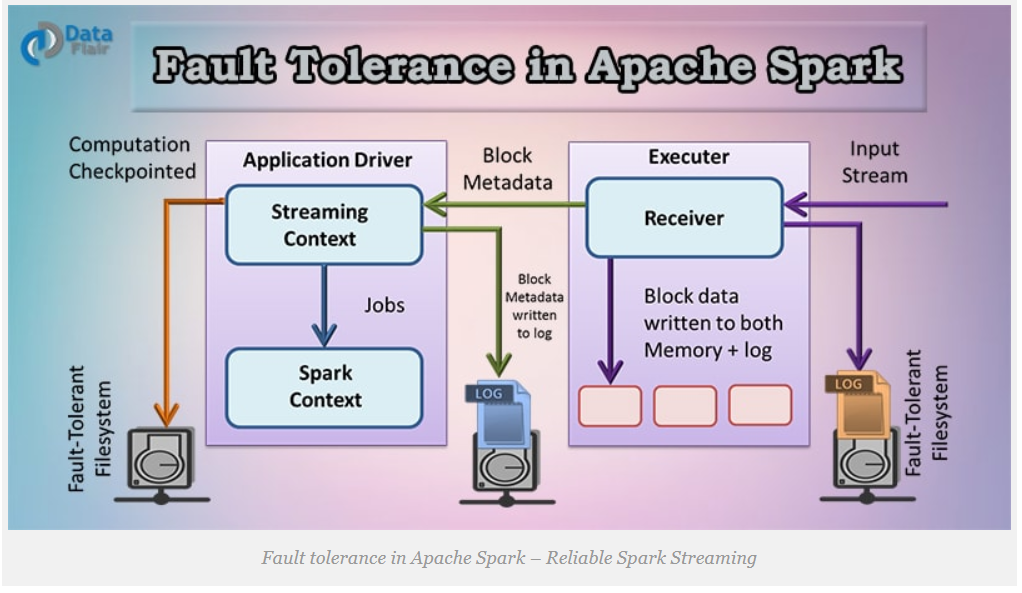 Data
Flair
Fault Tolerance in Apache Spark
Computation
Checkpointed
Application Driver
Streaming
Context
Jobs
Spark
Context
Block
Metadata
Block
Metadata
written
to log
LOG
Executer
Receiver
Block data
written to both
Memory + log
Input
Stream
LOG
Fault-Tolerant
Filesystem
Fault-Tolerant
Filesystem
Fault tolerance in Apache Spark – Reliable Spark Streaming